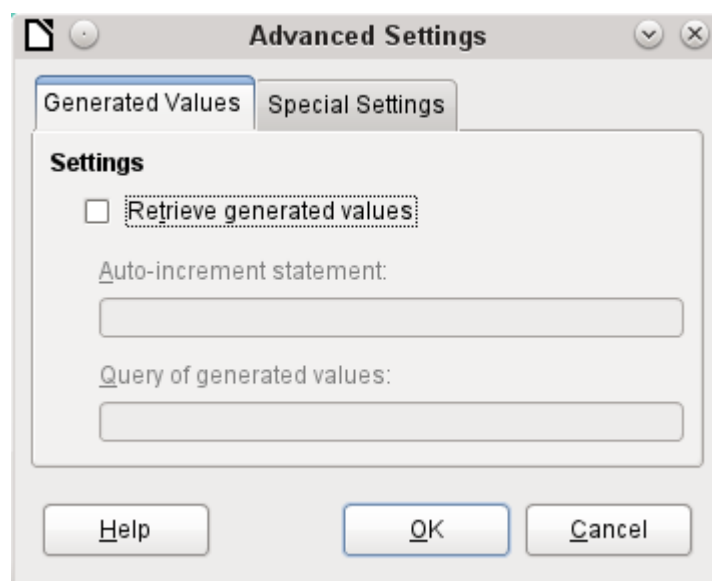 Advanced Settings
Generated Values Special Settings
Settings
Retrieve generated values
Auto-increment statement:
Query of generated values:
Help OK Cancel